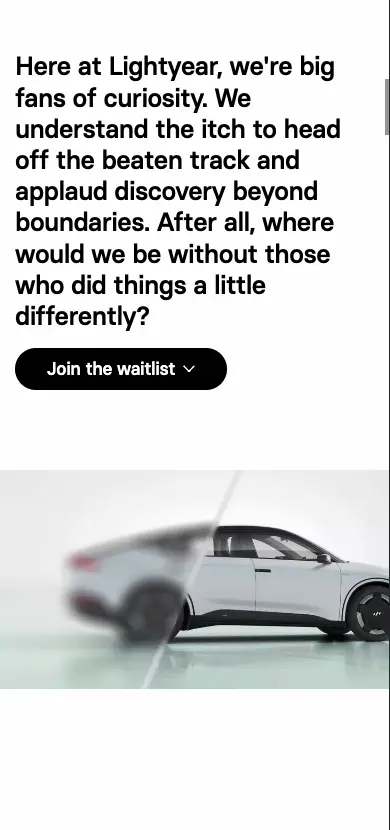 Here at Lightyear, we're big
fans of curiosity. We
understand the itch to head
off the beaten track and
applaud discovery beyond
boundaries. After all, where
would we be without those
who did things a little
differently?
Join the waitlist